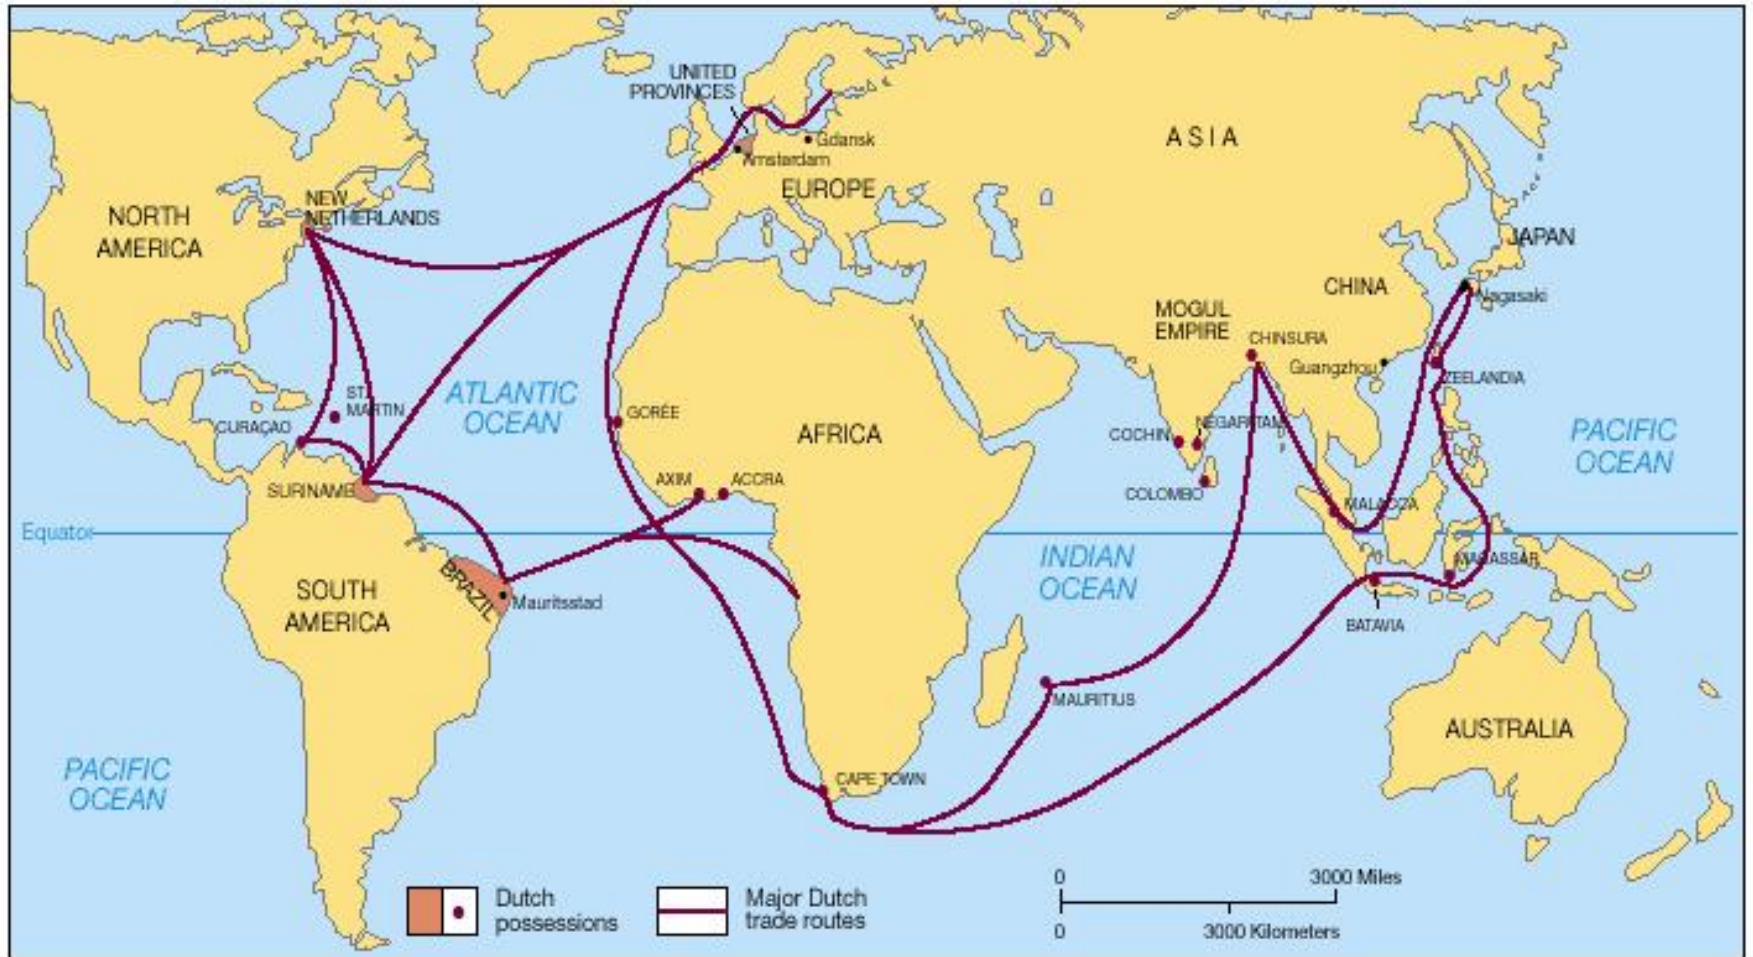 UNITED
PROVINCES
Gdansk
Amsterdam
EUROPE
ASIA
NEW
NETHERLANDS
NORTH
AMERICA
JAPAN
CHINA
Nagasaki
MOGUL
EMPIRE
CHINSURA
Guangzhou
ZEELANDIA
ATLANTIC
OCEAN
ST.
MARTIN
CURAÇAO
GORÉE
AFRICA
COCHIN
PACIFIC
OCEAN
AXIM
ACCRA
SURINAME
COLOMBO
MALACCA
Equator
INDIAN
OCEAN
MACASSAR
BRAZIL
Mauritsstad
SOUTH
AMERICA
BATAVIA
MAURITIUS
AUSTRALIA
PACIFIC
OCEAN
CAPE TOWN
Dutch
possessions
Major Dutch
trade routes
0
3000 Miles
0
3000 Kilometers